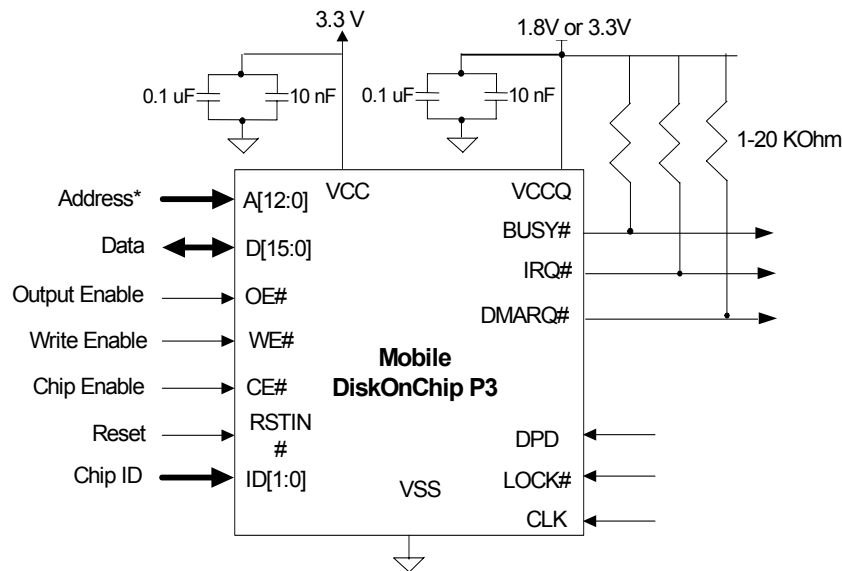 3.3 V
1.8V or 3.3V
0.1 uF
10 nF
0.1 uF
10 nF
1-20 KOhm
VCC
VCCQ
Address*
A[12:0]
BUSY#
Data
D[15:0]
IRQ#
Output Enable
OE#
DMARQ#
Write Enable
WE#
Mobile
DiskOnChip P3
Chip Enable
CE#
Reset
RSTIN
#
DPD
Chip ID
ID[1:0]
VSS
LOCK#
CLK